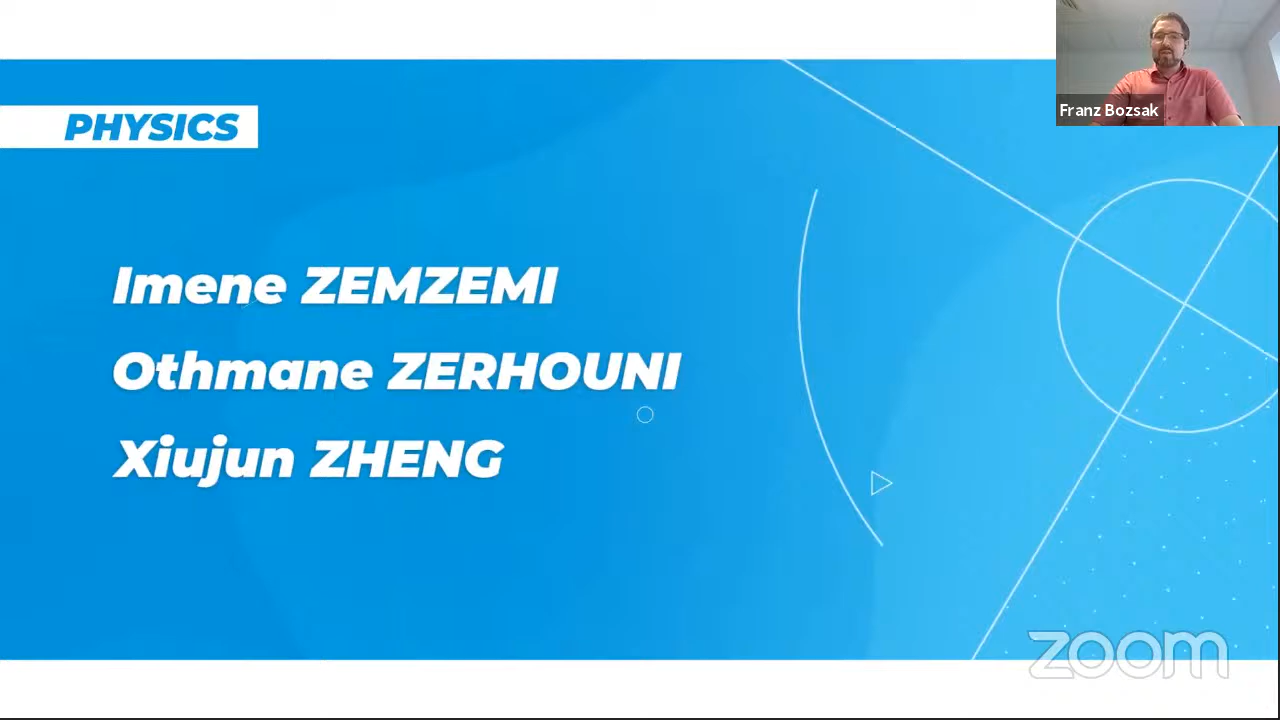 Franz Bozsak
PHYSICS
Imene ZEMZEMI
Othmane ZERHOUNI
Xiujun ZHENG
zoom